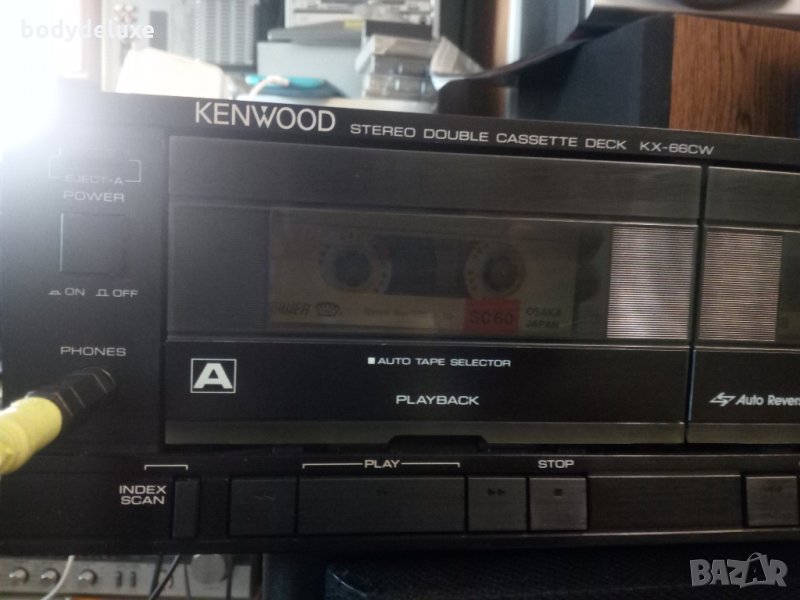 bodydeluxe
KENWOOD STEREO DOUBLE CASSETTE DECK KX-66CW
EJECT-A
POWER
ON OFF
SC60
OSAKA
JAPAN
PHONES
A
AUTO TAPE SELECTOR
PLAYBACK
Auto Revers
PLAY
STOP
INDEX
SCAN
BAZAR